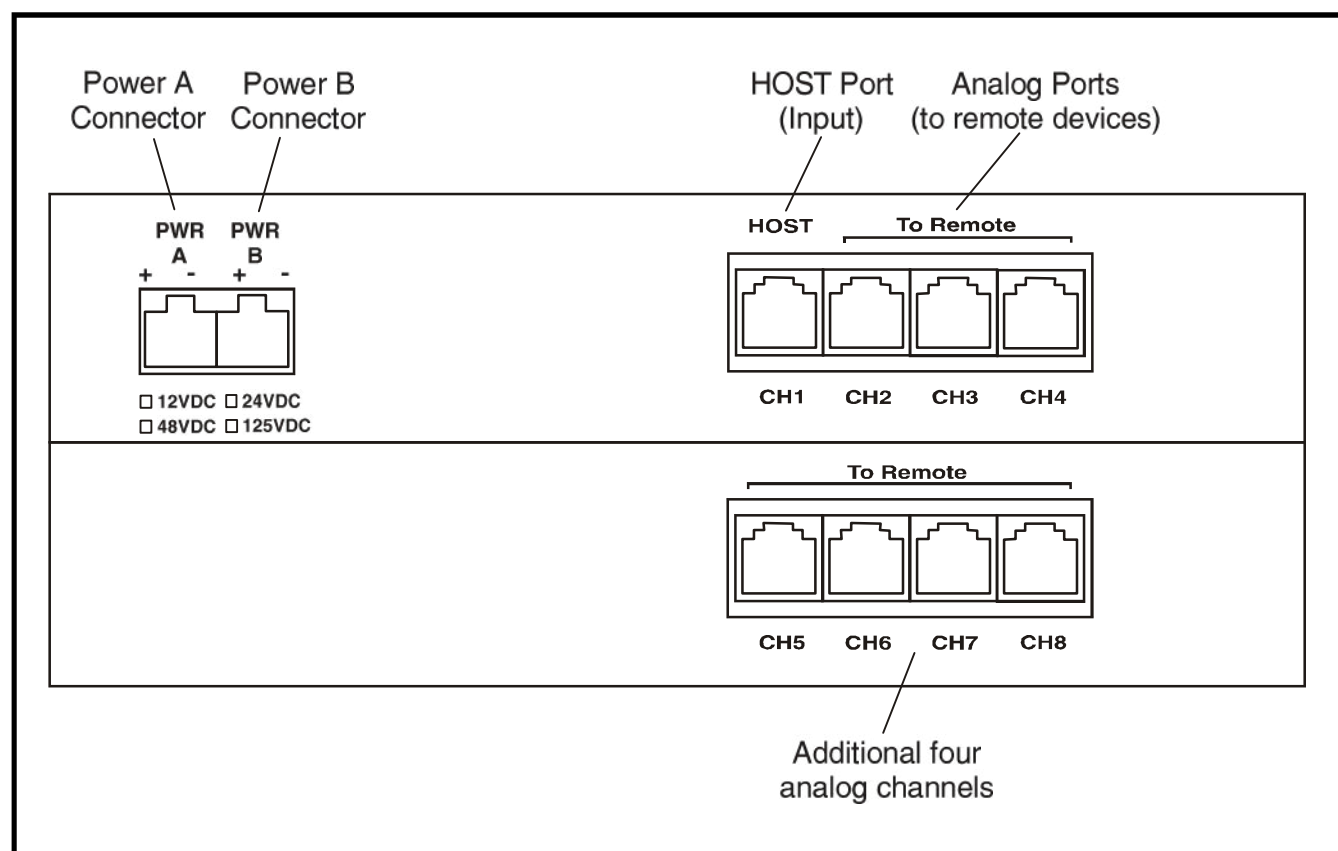 Power A
Connector
Power B
Connector
HOST Port
(Input)
Analog Ports
(to remote devices)
PWR
A
PWR
B
+ - + -
12VDC 24VDC
48VDC 125VDC
HOST
To Remote
CH1 CH2 CH3 CH4
To Remote
CH5 CH6 CH7 CH8
Additional four
analog channels